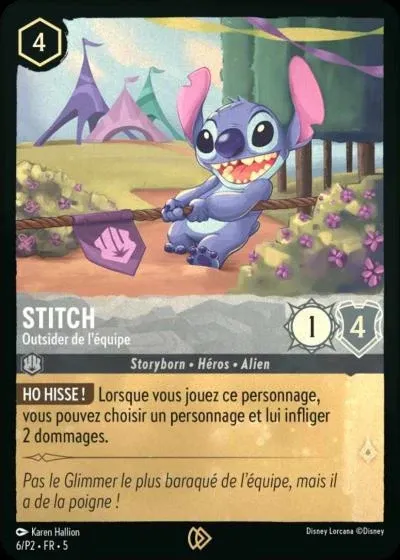 4
STITCH
Outsider de l'équipe
1
4
Storyborn • Héros • Alien
HO HISSE ! Lorsque vous jouez ce personnage,
vous pouvez choisir un personnage et lui infliger
2 dommages.
Pas le Glimmer le plus baraqué de l'équipe, mais il
a de la poigne !
Karen Hallion
Disney Lorcana ©Disney
6/P2 • FR • 5